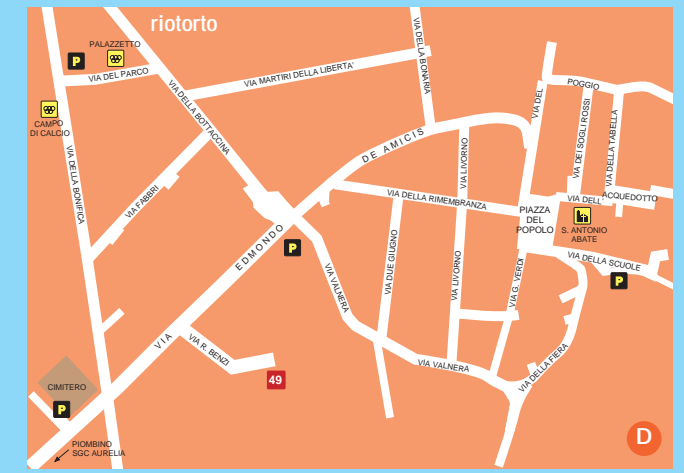 riotorto
PALAZZETTO
P
VIA DEL PARCO
VIA MARTIRI DELLA LIBERTA'
VIA DELLA BONARIA
CAMPO
DI CALCIO
VIA DELLA BOTTACCINA
VIA DELLA BONIFICA
VIA FABBRI
VIA EDMONDO DE AMICIS
VIA LIVORNO
VIA DEL POGGIO
VIA DEI SOGLI ROSSI
VIA DELLA TABELLA
VIA DELL' ACQUEDOTTO
VIA DELLA RIMEMBRANZA
PIAZZA
DEL
POPOLO
S. ANTONIO
ABATE
VIA DELLA SCUOLE
P
P
VIA VALNERA
VIA DUE GIUGNO
VIA LIVORNO
VIA G. VERDI
VIA R. BENZI
49
VIA VALNERA
VIA DELLA FIERA
CIMITERO
P
PIOMBINO
SGC AURELIA
D